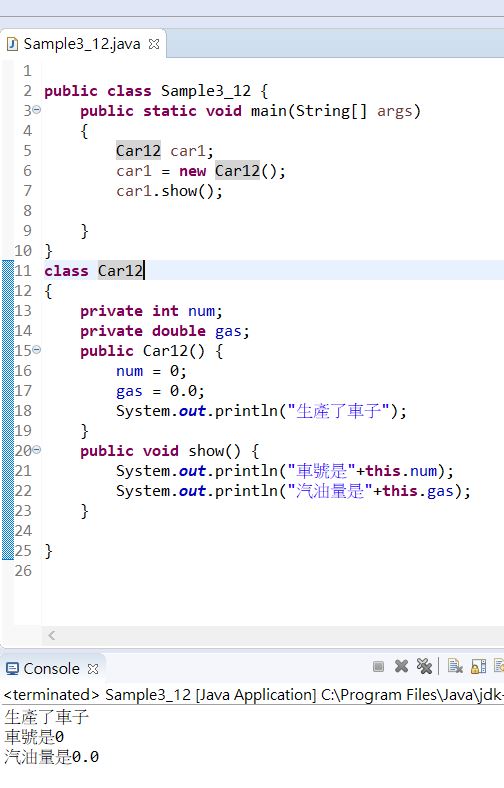 Sample3_12.java
1
2 public class Sample3_12 {
3 public static void main(String[] args)
4 {
5 Car12 car1;
6 car1 = new Car12();
7 car1.show();
8
9 }
10 }
11 class Car12
12 {
13 private int num;
14 private double gas;
15 public Car12() {
16 num = 0;
17 gas = 0.0;
18 System.out.println("生產了車子");
19 }
20 public void show() {
21 System.out.println("車號是"+this.num);
22 System.out.println("汽油量是"+this.gas);
23 }
24
25 }
26
Console
<terminated> Sample3_12 [Java Application] C:\Program Files\Java\jdk-
生產了車子
車號是0
汽油量是0.0